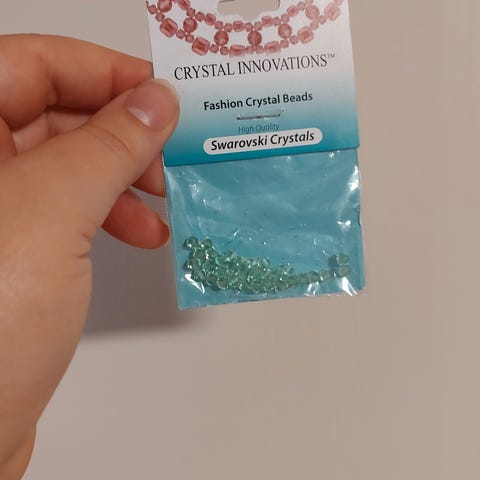 CRYSTAL INNOVATIONS™
Fashion Crystal Beads
High Quality
Swarovski Crystals